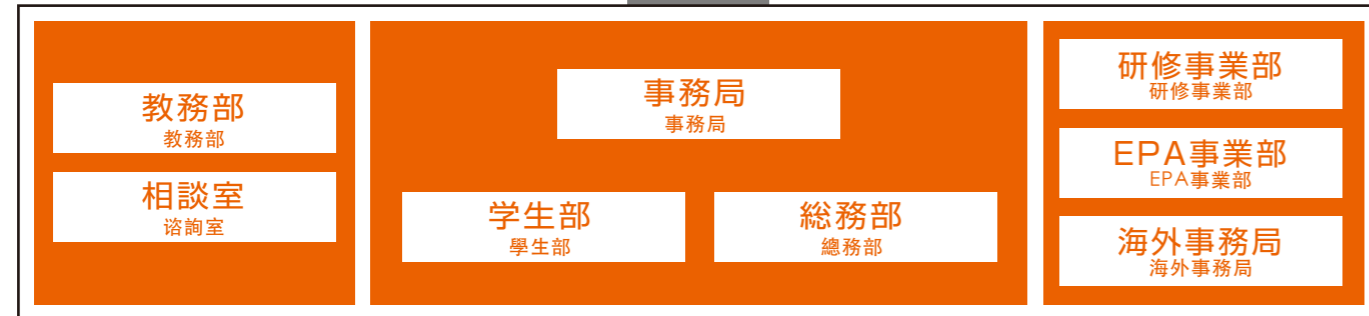 教務部
教務部
相談室
谘詢室
事務局
事務局
学生部
學生部
総務部
總務部
研修事業部
研修事業部
EPA事業部
EPA事業部
海外事務局
海外事務局